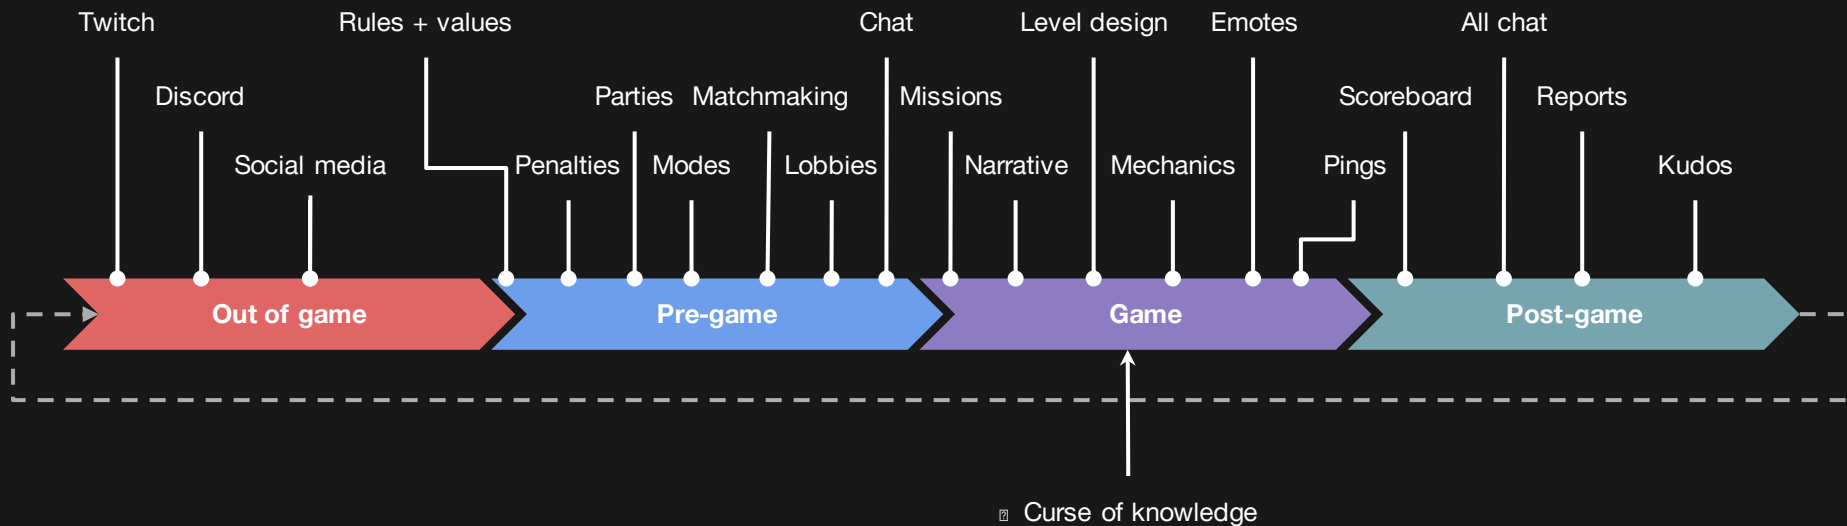 Twitch
Rules + values
Chat
Level design
Emotes
All chat
Discord
Parties
Matchmaking
Missions
Scoreboard
Reports
Social media
Penalties
Modes
Lobbies
Narrative
Mechanics
Pings
Kudos
Out of game
Pre-game
Game
Post-game
Curse of knowledge